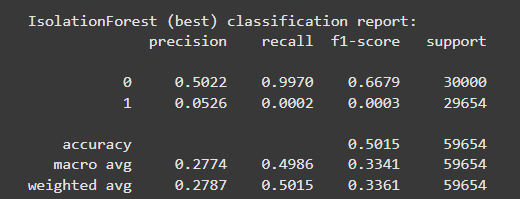 IsolationForest (best) classification report:
precision recall f1-score support
0 0.5022 0.9970 0.6679 30000
1 0.0526 0.0002 0.0003 29654
accuracy 0.5015 59654
macro avg 0.2774 0.4986 0.3341 59654
weighted avg 0.2787 0.5015 0.3361 59654